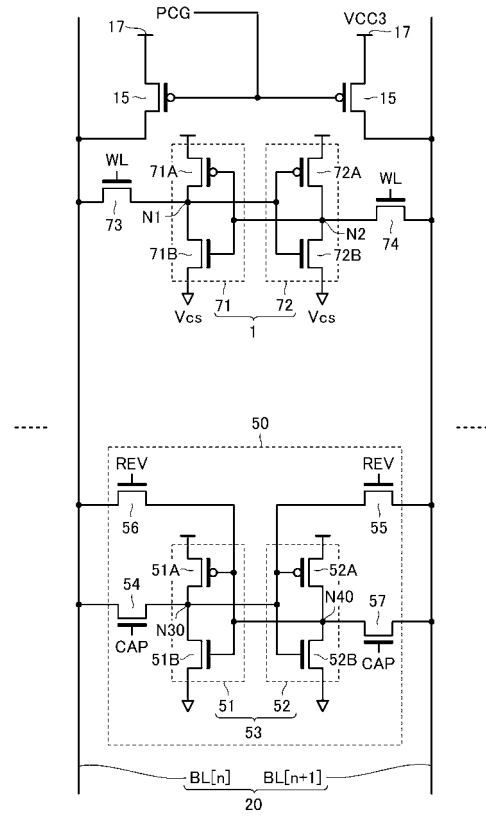 PCG
VCC3
17
17
15
15
WL
71A
72A
WL
73
N1
N2
74
71B
72B
Vcs
71
72
Vcs
1
50
REV
REV
56
55
51A
52A
54
57
N40
N30
CAP
51B
52B
CAP
51
52
53
BL[n]
BL[n+1]
20